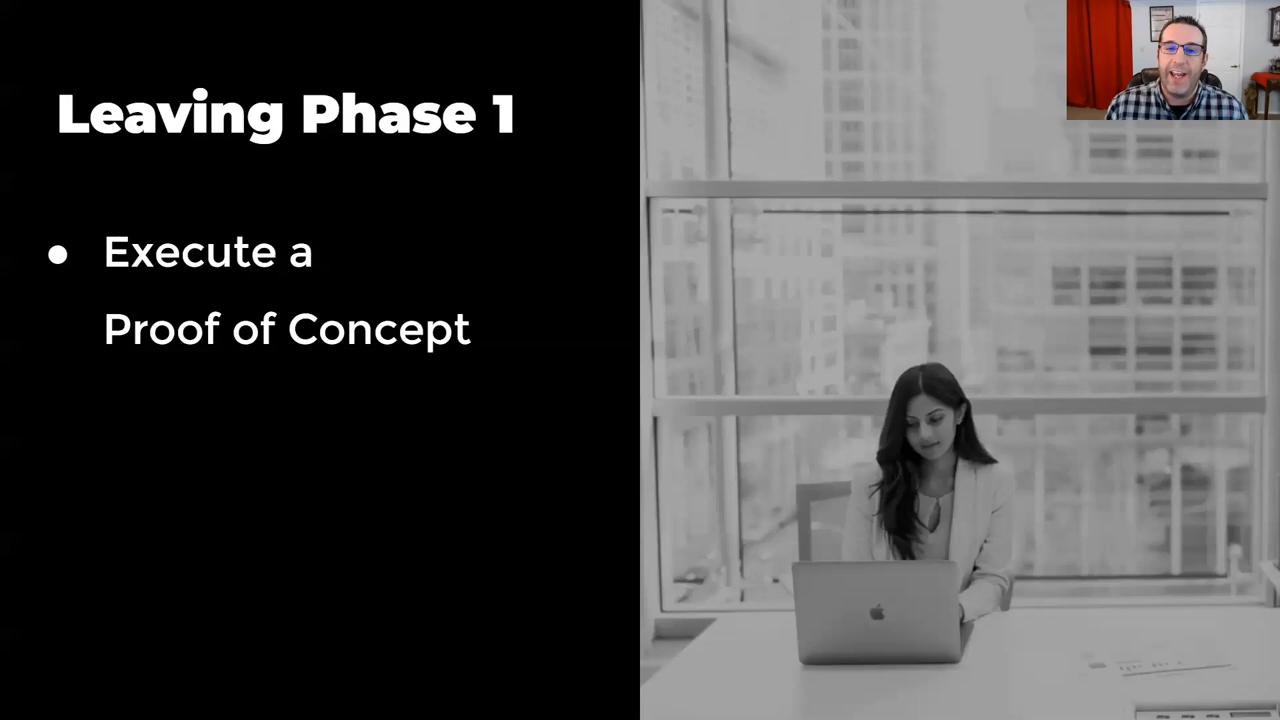 Leaving Phase 1
● Execute a
Proof of Concept